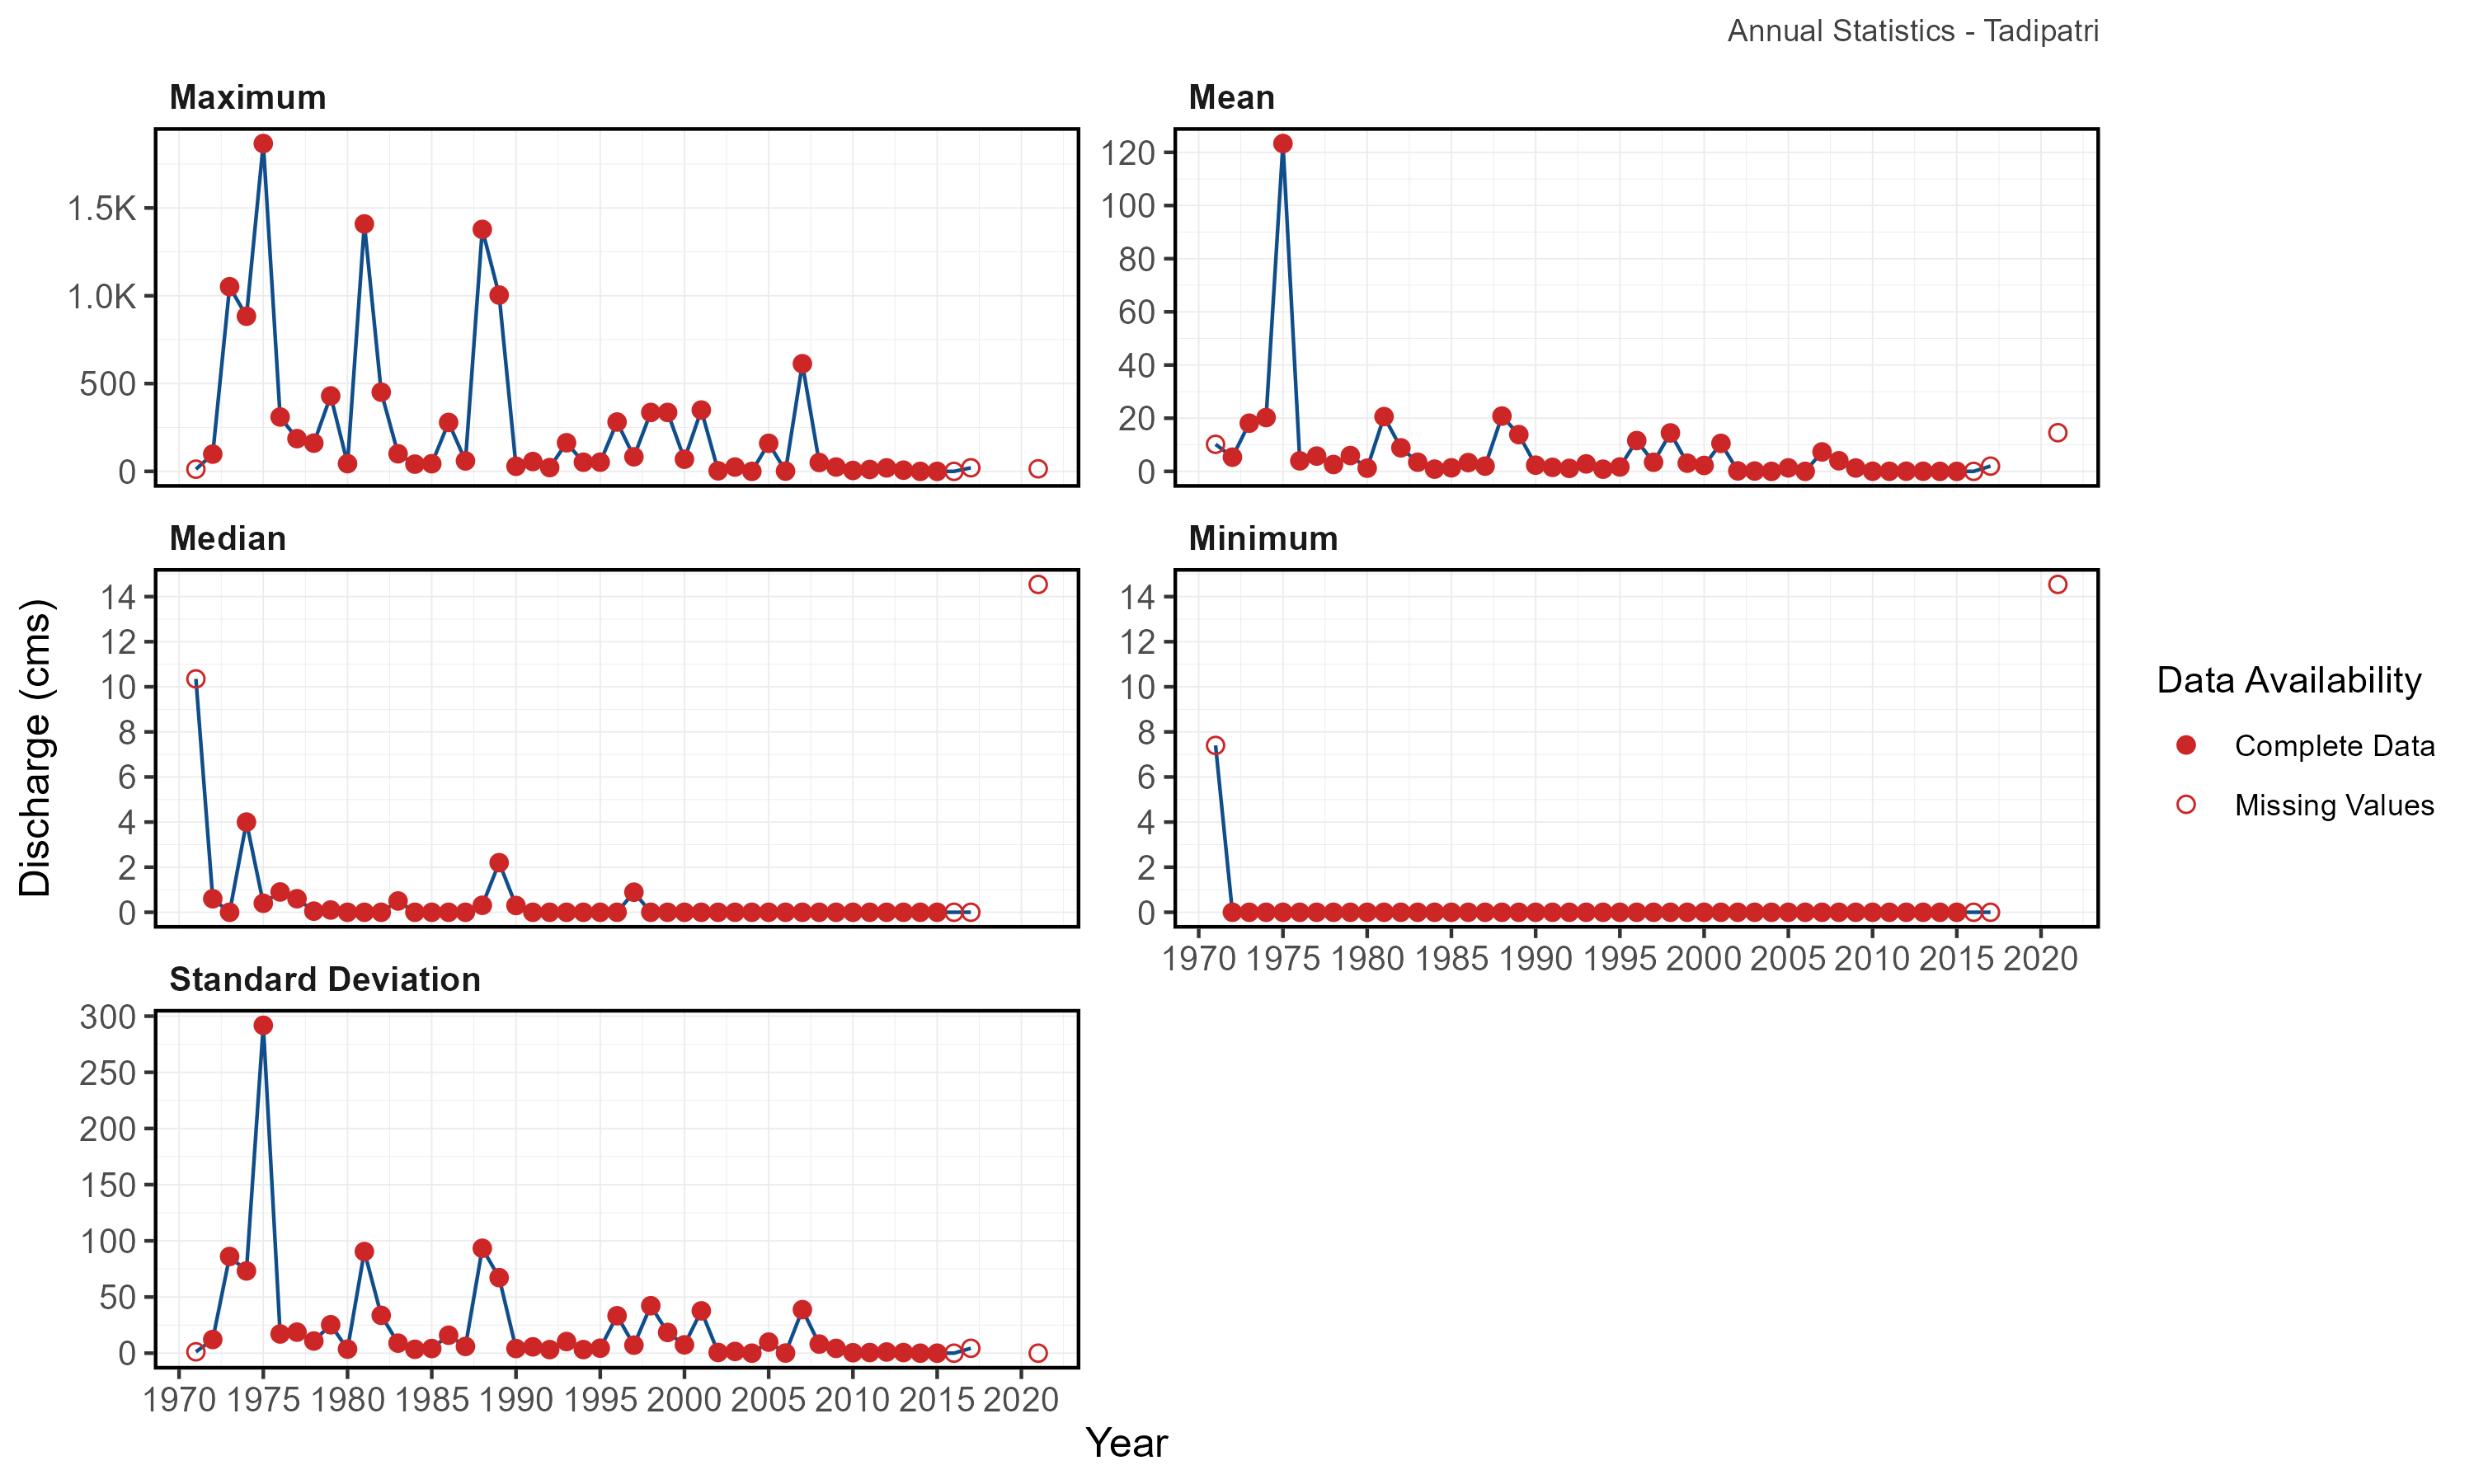 Annual Statistics - Tadipatri
Maximum
Mean
1.5K
1.0K
500
0
120
100
80
60
40
20
0
Median
Minimum
14
12
10
8
6
4
2
0
14
12
10
8
6
4
2
0
1970 1975 1980 1985 1990 1995 2000 2005 2010 2015 2020
Discharge (cms)
Data Availability
Complete Data
Missing Values
Standard Deviation
300
250
200
150
100
50
0
1970 1975 1980 1985 1990 1995 2000 2005 2010 2015 2020
Year